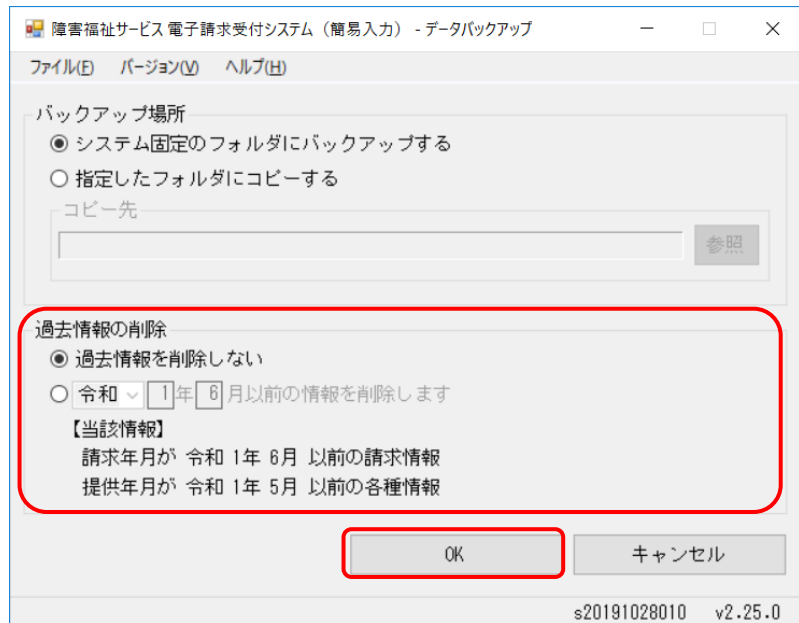 障害福祉サービス 電子請求受付システム（簡易入力） - データバックアップ
ファイル(F) バージョン(V) ヘルプ(H)
バックアップ場所
システム固定のフォルダにバックアップする
指定したフォルダにコピーする
コピー先
参照
過去情報の削除
過去情報を削除しない
令和 1年 6月以前の情報を削除します
【当該情報】
請求年月が 令和 1年 6月 以前の請求情報
提供年月が 令和 1年 5月 以前の各種情報
OK キャンセル
s20191028010 v2.25.0